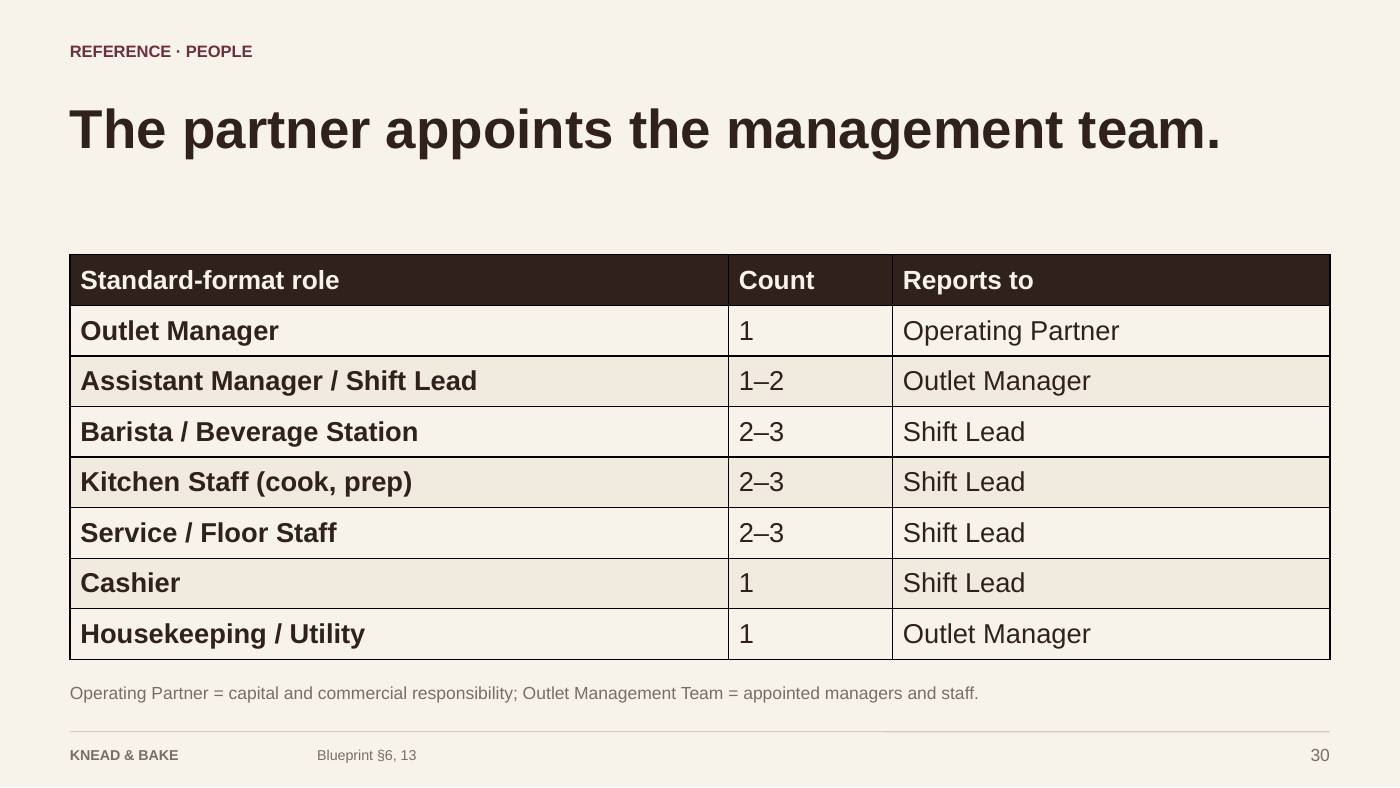 REFERENCE · PEOPLE
The partner appoints the management team.
Standard-format role Count Reports to
Outlet Manager 1 Operating Partner
Assistant Manager / Shift Lead 1–2 Outlet Manager
Barista / Beverage Station 2–3 Shift Lead
Kitchen Staff (cook, prep) 2–3 Shift Lead
Service / Floor Staff 2–3 Shift Lead
Cashier 1 Shift Lead
Housekeeping / Utility 1 Outlet Manager
Operating Partner = capital and commercial responsibility; Outlet Management Team = appointed managers and staff.
KNEAD & BAKE Blueprint §6, 13 30